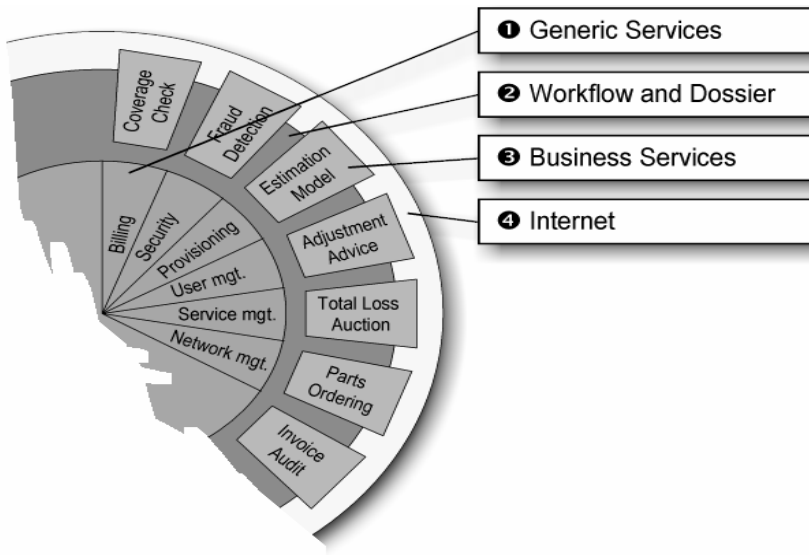 ❶ Generic Services
❷ Workflow and Dossier
❸ Business Services
❹ Internet
Coverage
Check
Fraud
Detection
Estimation
Model
Adjustment
Advice
Total Loss
Auction
Parts
Ordering
Invoice
Audit
Billing
Security
Provisioning
User mgt.
Service mgt.
Network mgt.